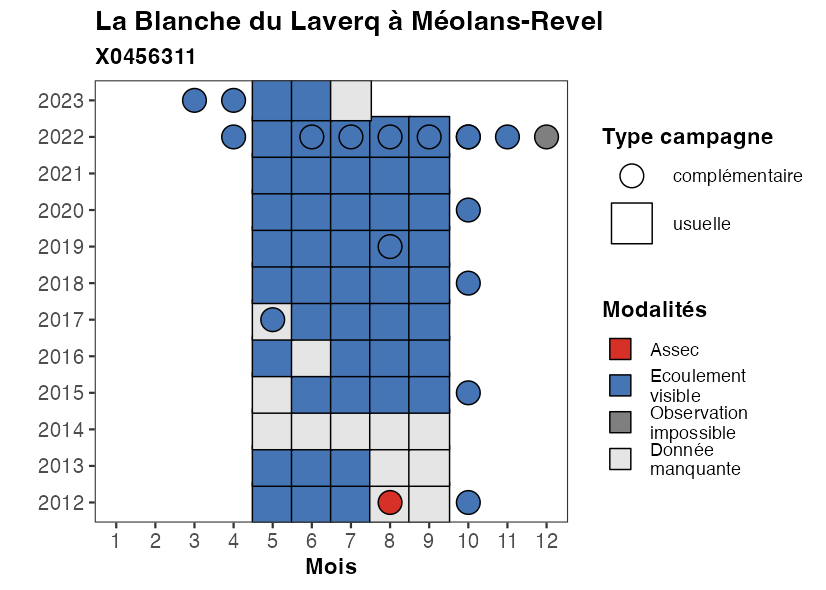 La Blanche du Laverq à Méolans-Revel
X0456311
2023
2022
2021
2020
2019
2018
2017
2016
2015
2014
2013
2012
1 2 3 4 5 6 7 8 9 10 11 12
Mois
Type campagne
complémentaire
usuelle
Modalités
Assec
Ecoulement
visible
Observation
impossible
Donnée
manquante